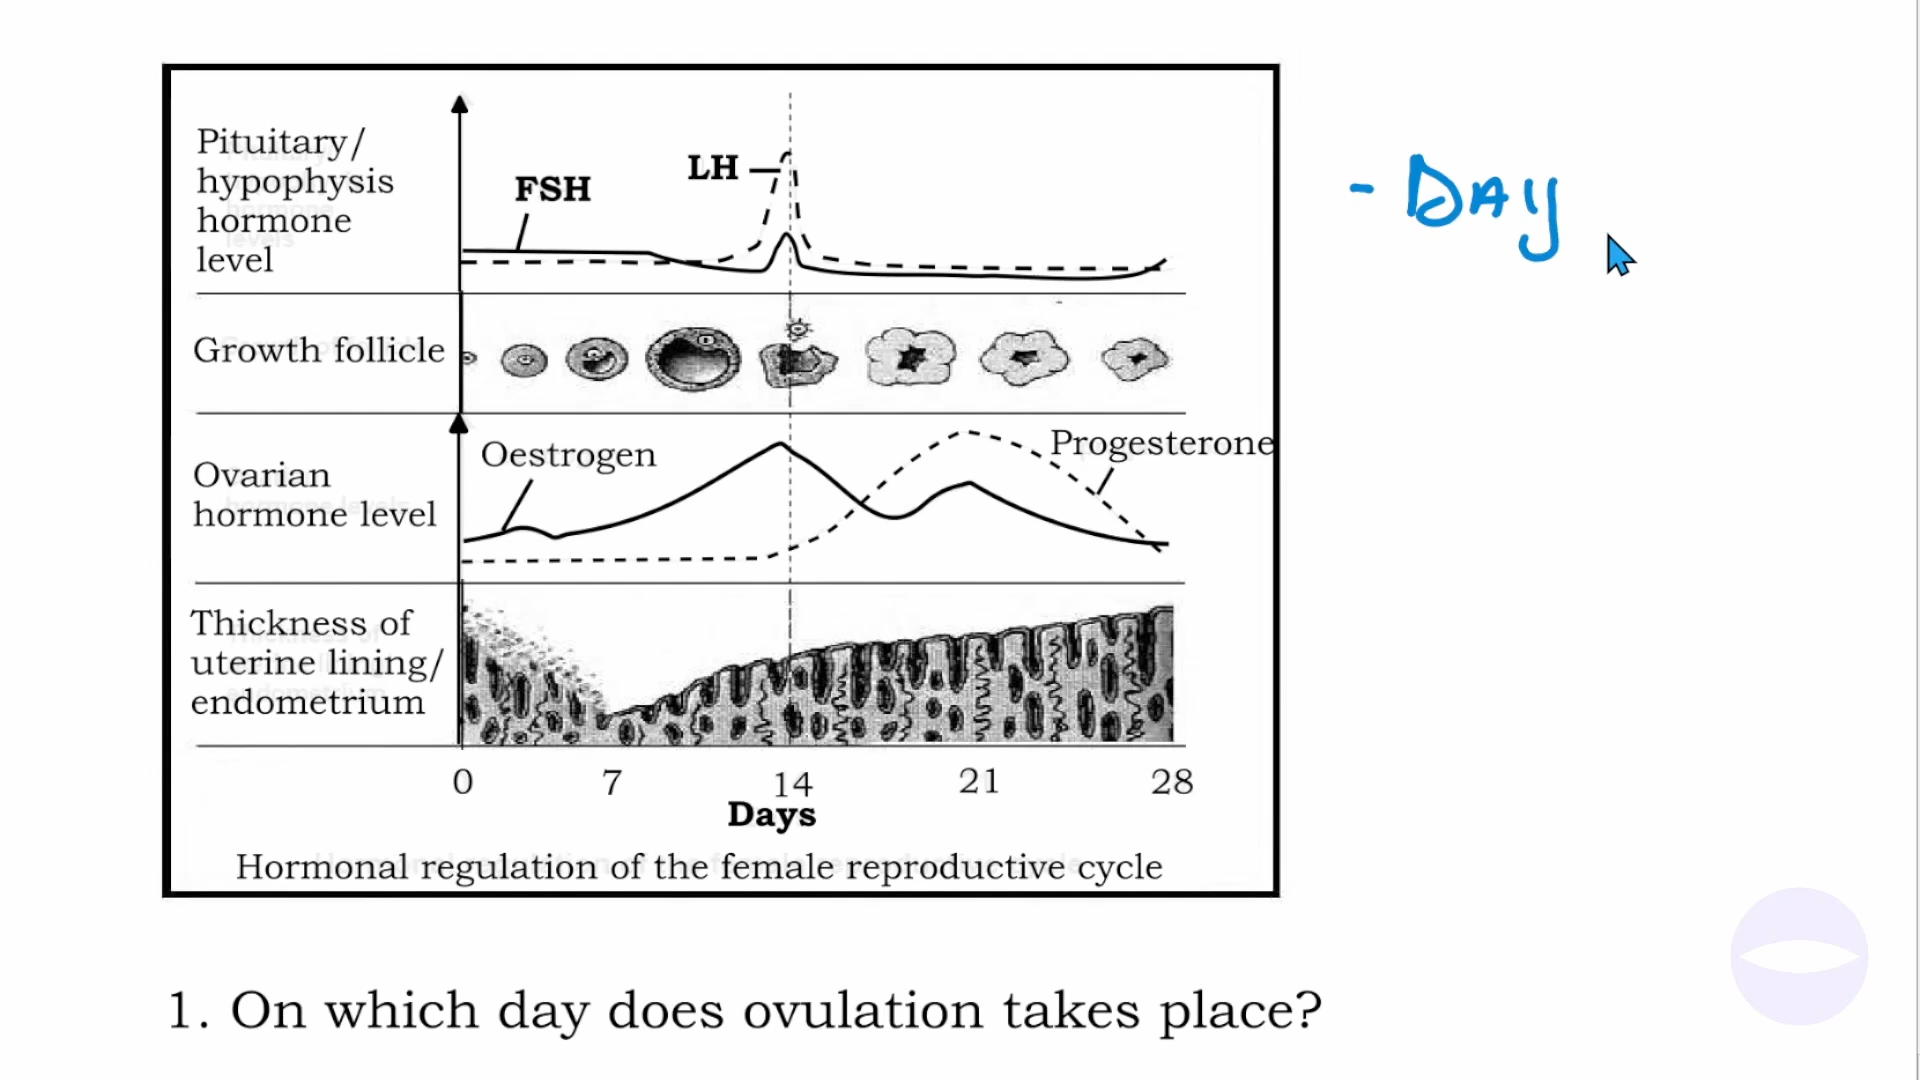 Pituitary/
hypophysis
hormone
level
FSH
LH
- DAY
Growth follicle
Ovarian
hormone level
Oestrogen
Progesterone
Thickness of
uterine lining/
endometrium
0 7 14 21 28
Days
Hormonal regulation of the female reproductive cycle
1. On which day does ovulation takes place?